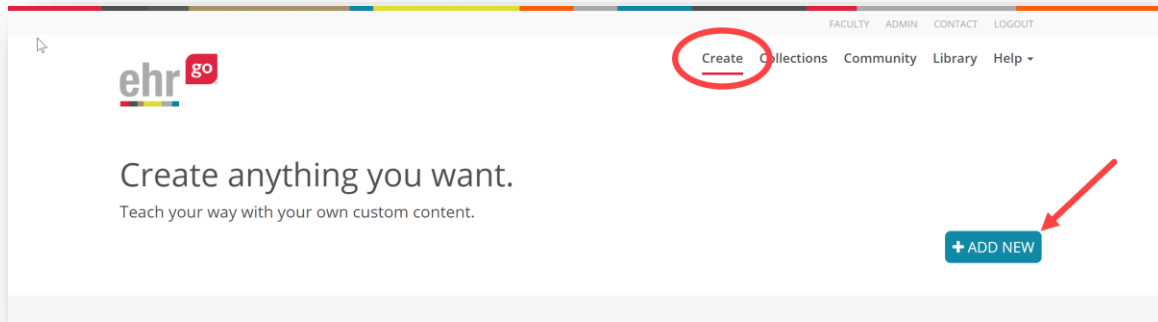 FACULTY ADMIN CONTACT LOGOUT
ehr go
Create Collections Community Library Help
Create anything you want.
Teach your way with your own custom content.
+ ADD NEW